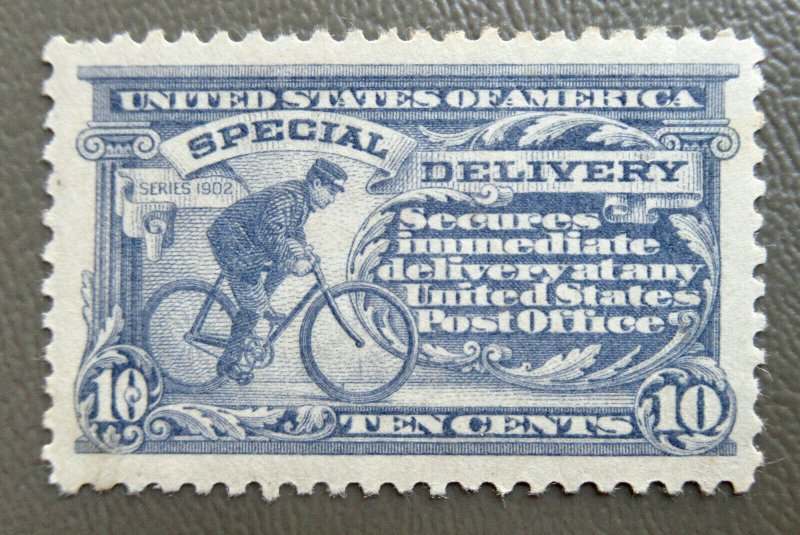 UNITED STATES OF AMERICA
SPECIAL
DELIVERY
SERIES 1902
Secures
immediate
delivery at any
United States
Post Office
10
TEN CENTS
10